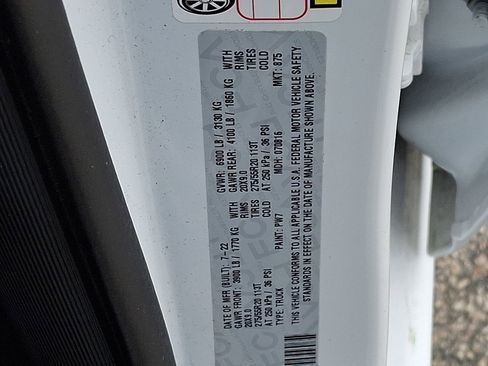 DATE OF MFR (BUILT): 7-22 GVWR: 6900 LB / 3130 KG
GAWR FRONT: 3900 LB / 1770 KG WITH GAWR REAR: 4100 LB / 1860 KG WITH
20X9.0 RIMS 20X9.0 RIMS
275/55R20 113T TIRES 275/55R20 113T TIRES
AT 250 kPa / 36 PSI COLD AT 250 kPa / 36 PSI COLD
TYPE: TRUCK PAINT: PW7 MDH: 070816 MKT: 875
THIS VEHICLE CONFORMS TO ALL APPLICABLE U.S.A. FEDERAL MOTOR VEHICLE SAFETY
STANDARDS IN EFFECT ON THE DATE OF MANUFACTURE SHOWN ABOVE.